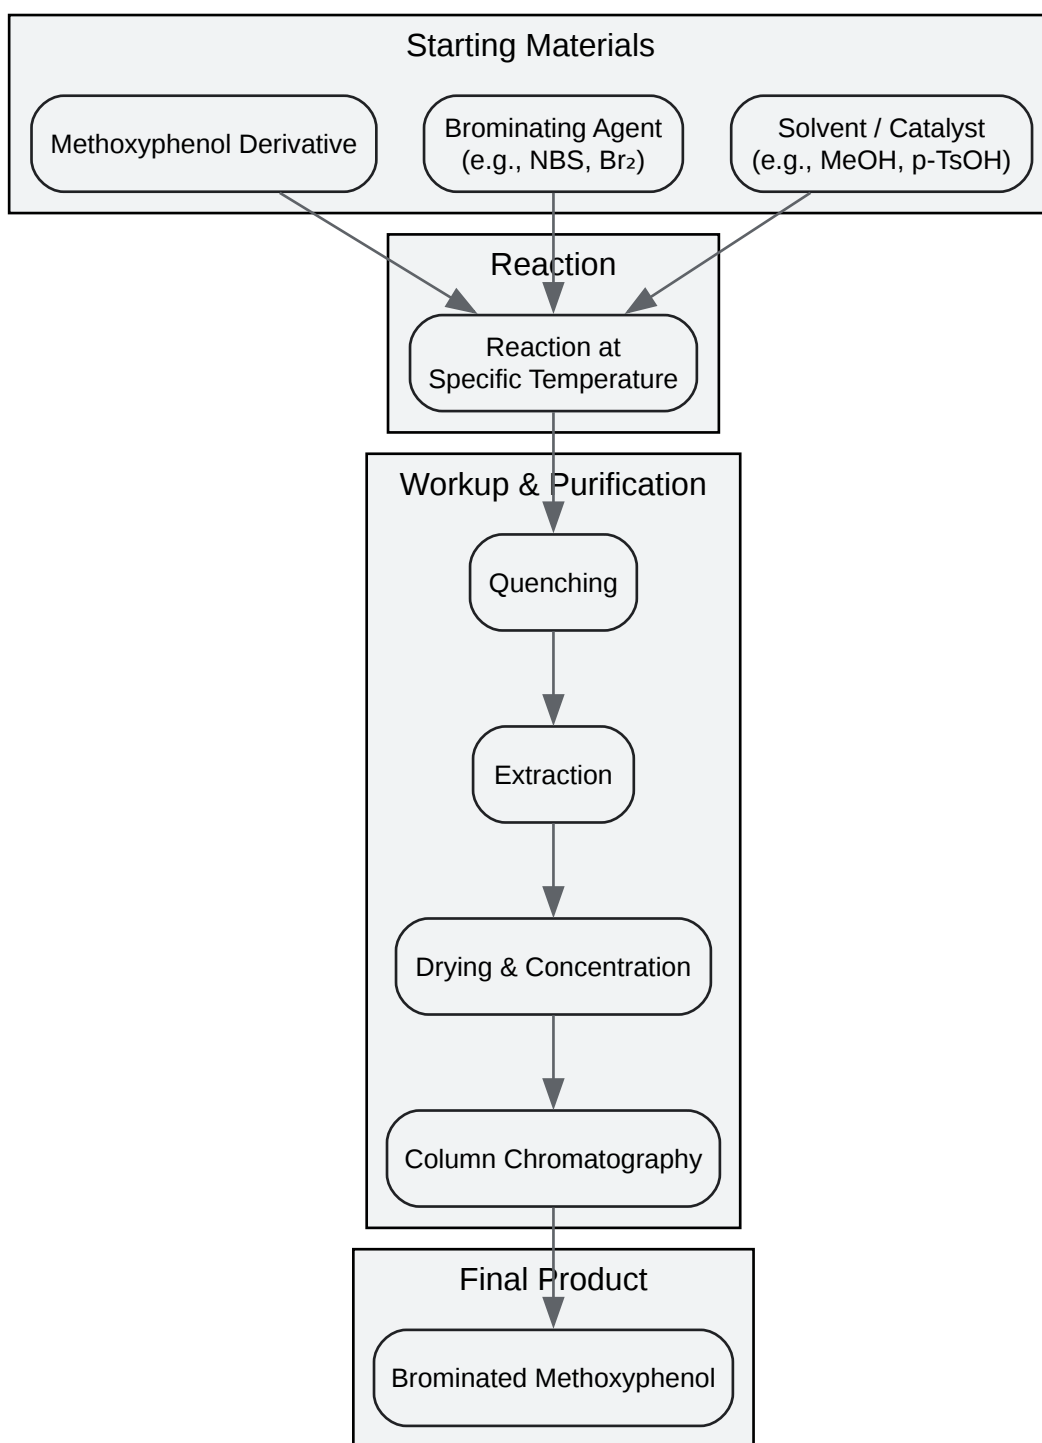 Starting Materials
Methoxyphenol Derivative
Brominating Agent
(e.g., NBS, Br₂)
Solvent / Catalyst
(e.g., MeOH, p-TsOH)
Reaction
Reaction at
Specific Temperature
Workup & Purification
Quenching
Extraction
Drying & Concentration
Column Chromatography
Final Product
Brominated Methoxyphenol